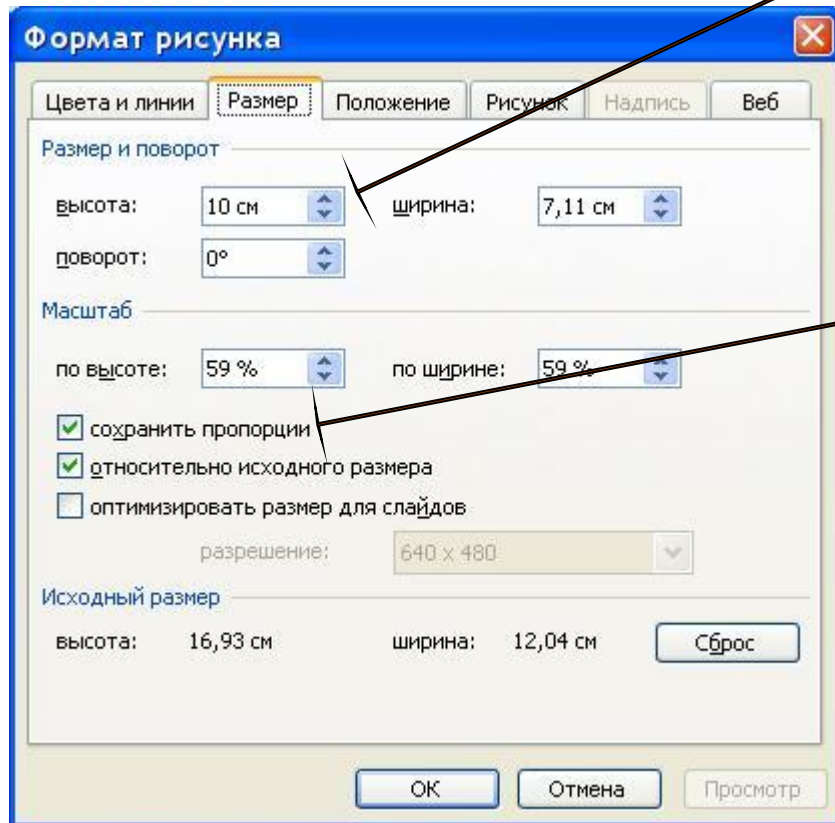 Формат рисунка
Цвета и линии Размер Положение Рисунок Надпись Веб
Размер и поворот
высота: 10 см ширина: 7,11 см
поворот: 0°
Масштаб
по высоте: 59 % по ширине: 59 %
сохранить пропорции
относительно исходного размера
оптимизировать размер для слайдов
разрешение: 640 x 480
Исходный размер
высота: 16,93 см ширина: 12,04 см Сброс
ОК Отмена Просмотр